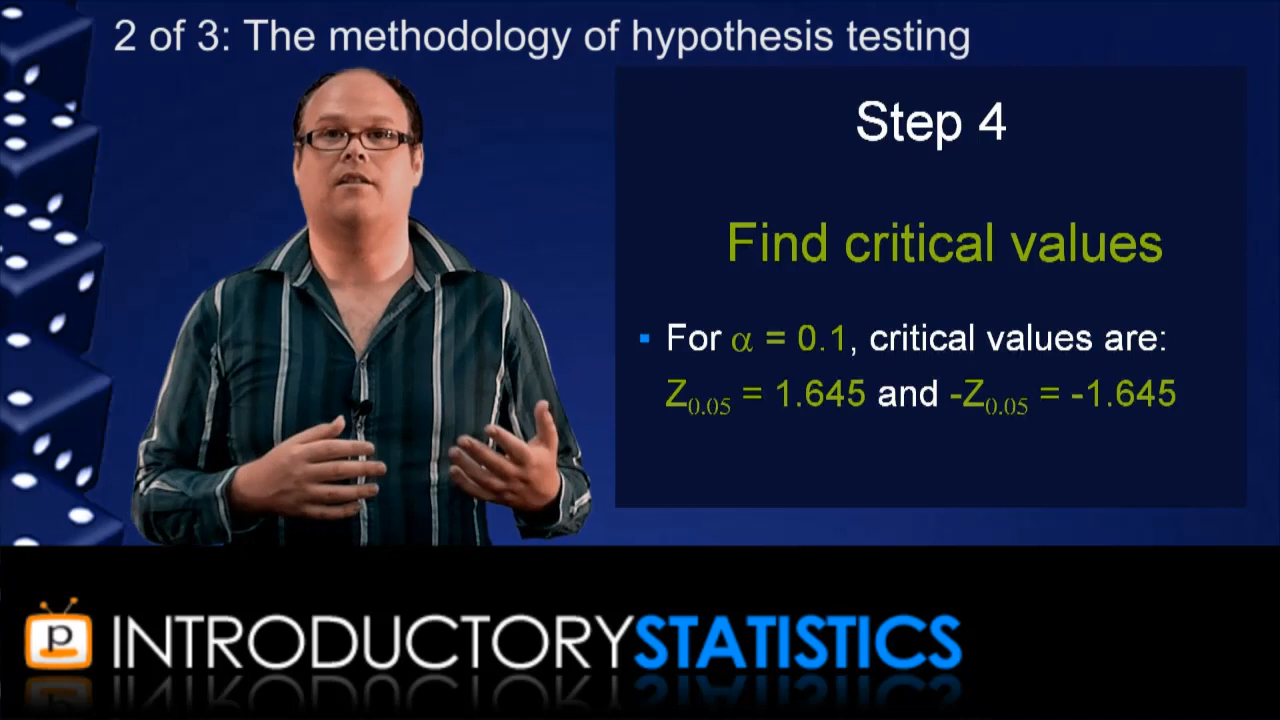 2 of 3: The methodology of hypothesis testing
Step 4
Find critical values
▪ For α = 0.1, critical values are:
Z0.05 = 1.645 and -Z0.05 = -1.645
p
INTRODUCTORYSTATISTICS